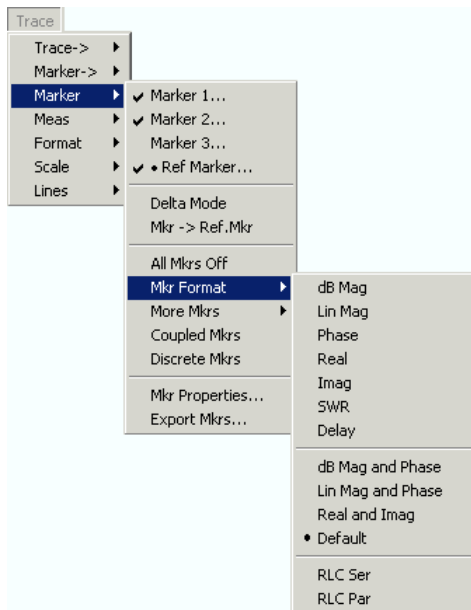 Trace
Trace->
Marker->
Marker
Meas
Format
Scale
Lines
Marker 1...
Marker 2...
Marker 3...
Ref Marker...
Delta Mode
Mkr -> Ref.Mkr
All Mkrs Off
Mkr Format
More Mkrs
Coupled Mkrs
Discrete Mkrs
Mkr Properties...
Export Mkrs...
dB Mag
Lin Mag
Phase
Real
Imag
SWR
Delay
dB Mag and Phase
Lin Mag and Phase
Real and Imag
Default
RLC Ser
RLC Par